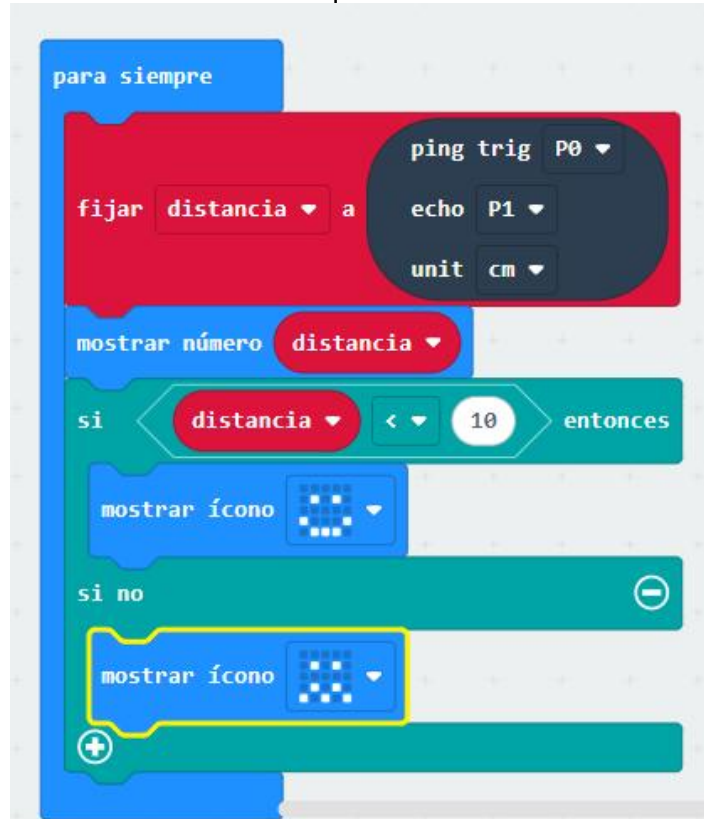 para siempre
fijar distancia a ping trig P0
echo P1
unit cm
mostrar número distancia
si distancia < 10 entonces
mostrar ícono
si no
mostrar ícono